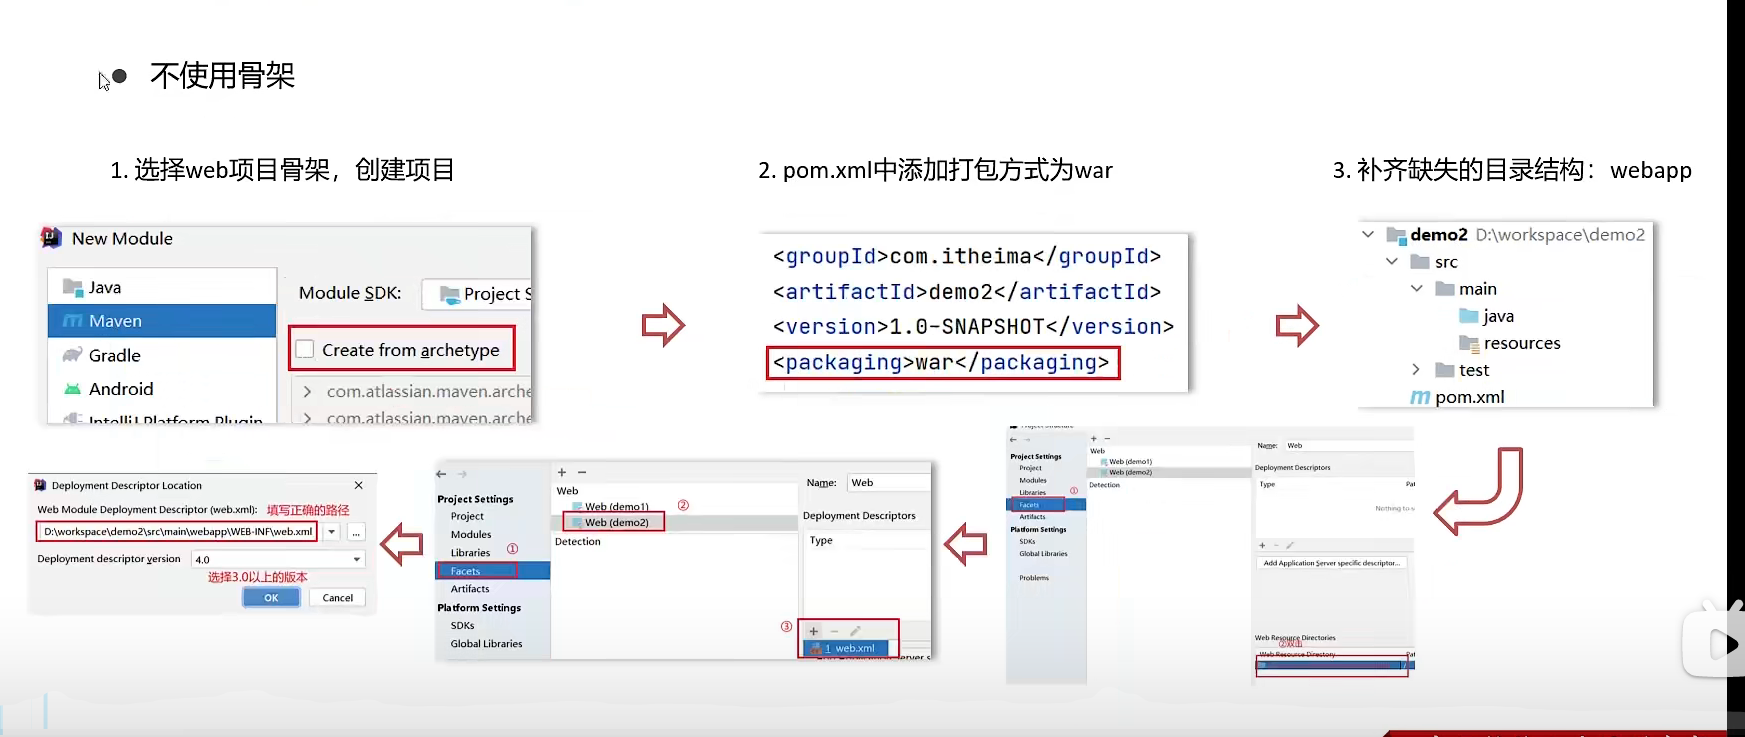 不使用骨架
1. 选择web项目骨架，创建项目
2. pom.xml中添加打包方式为war
3. 补齐缺失的目录结构：webapp
New Module
Java
Maven
Gradle
Android
IntelliJ Platform Plugin
Module SDK:
Project S
Create from archetype
com.atlassian.maven.arche
com.atlassian.maven.arche
<groupId>com.itheima</groupId>
<artifactId>demo2</artifactId>
<version>1.0-SNAPSHOT</version>
<packaging>war</packaging>
demo2 D:\workspace\demo2
src
main
java
resources
test
pom.xml
Project Structure
Project Settings
Project
Modules
Libraries
①
Facets
Artifacts
Platform Settings
SDKs
Global Libraries
Problems
Web
Web (demo1)
Web (demo2)
Detection
Name: Web
Deployment Descriptors
Type
Pat
Nothing to s
Add Application Server specific descriptor...
Web Resource Directories
②双击
Web Resource Directory
Pat
Project Settings
Project
Modules
Libraries
①
Facets
Artifacts
Platform Settings
SDKs
Global Libraries
Web
Web (demo1)
②
Web (demo2)
Detection
Name: Web
Deployment Descriptors
Type
③
1 web.xml
Deployment Descriptor Location
Web Module Deployment Descriptor (web.xml): 填写正确的路径
D:\workspace\demo2\src\main\webapp\WEB-INF\web.xml
...
Deployment descriptor version 4.0
选择3.0以上的版本
OK
Cancel